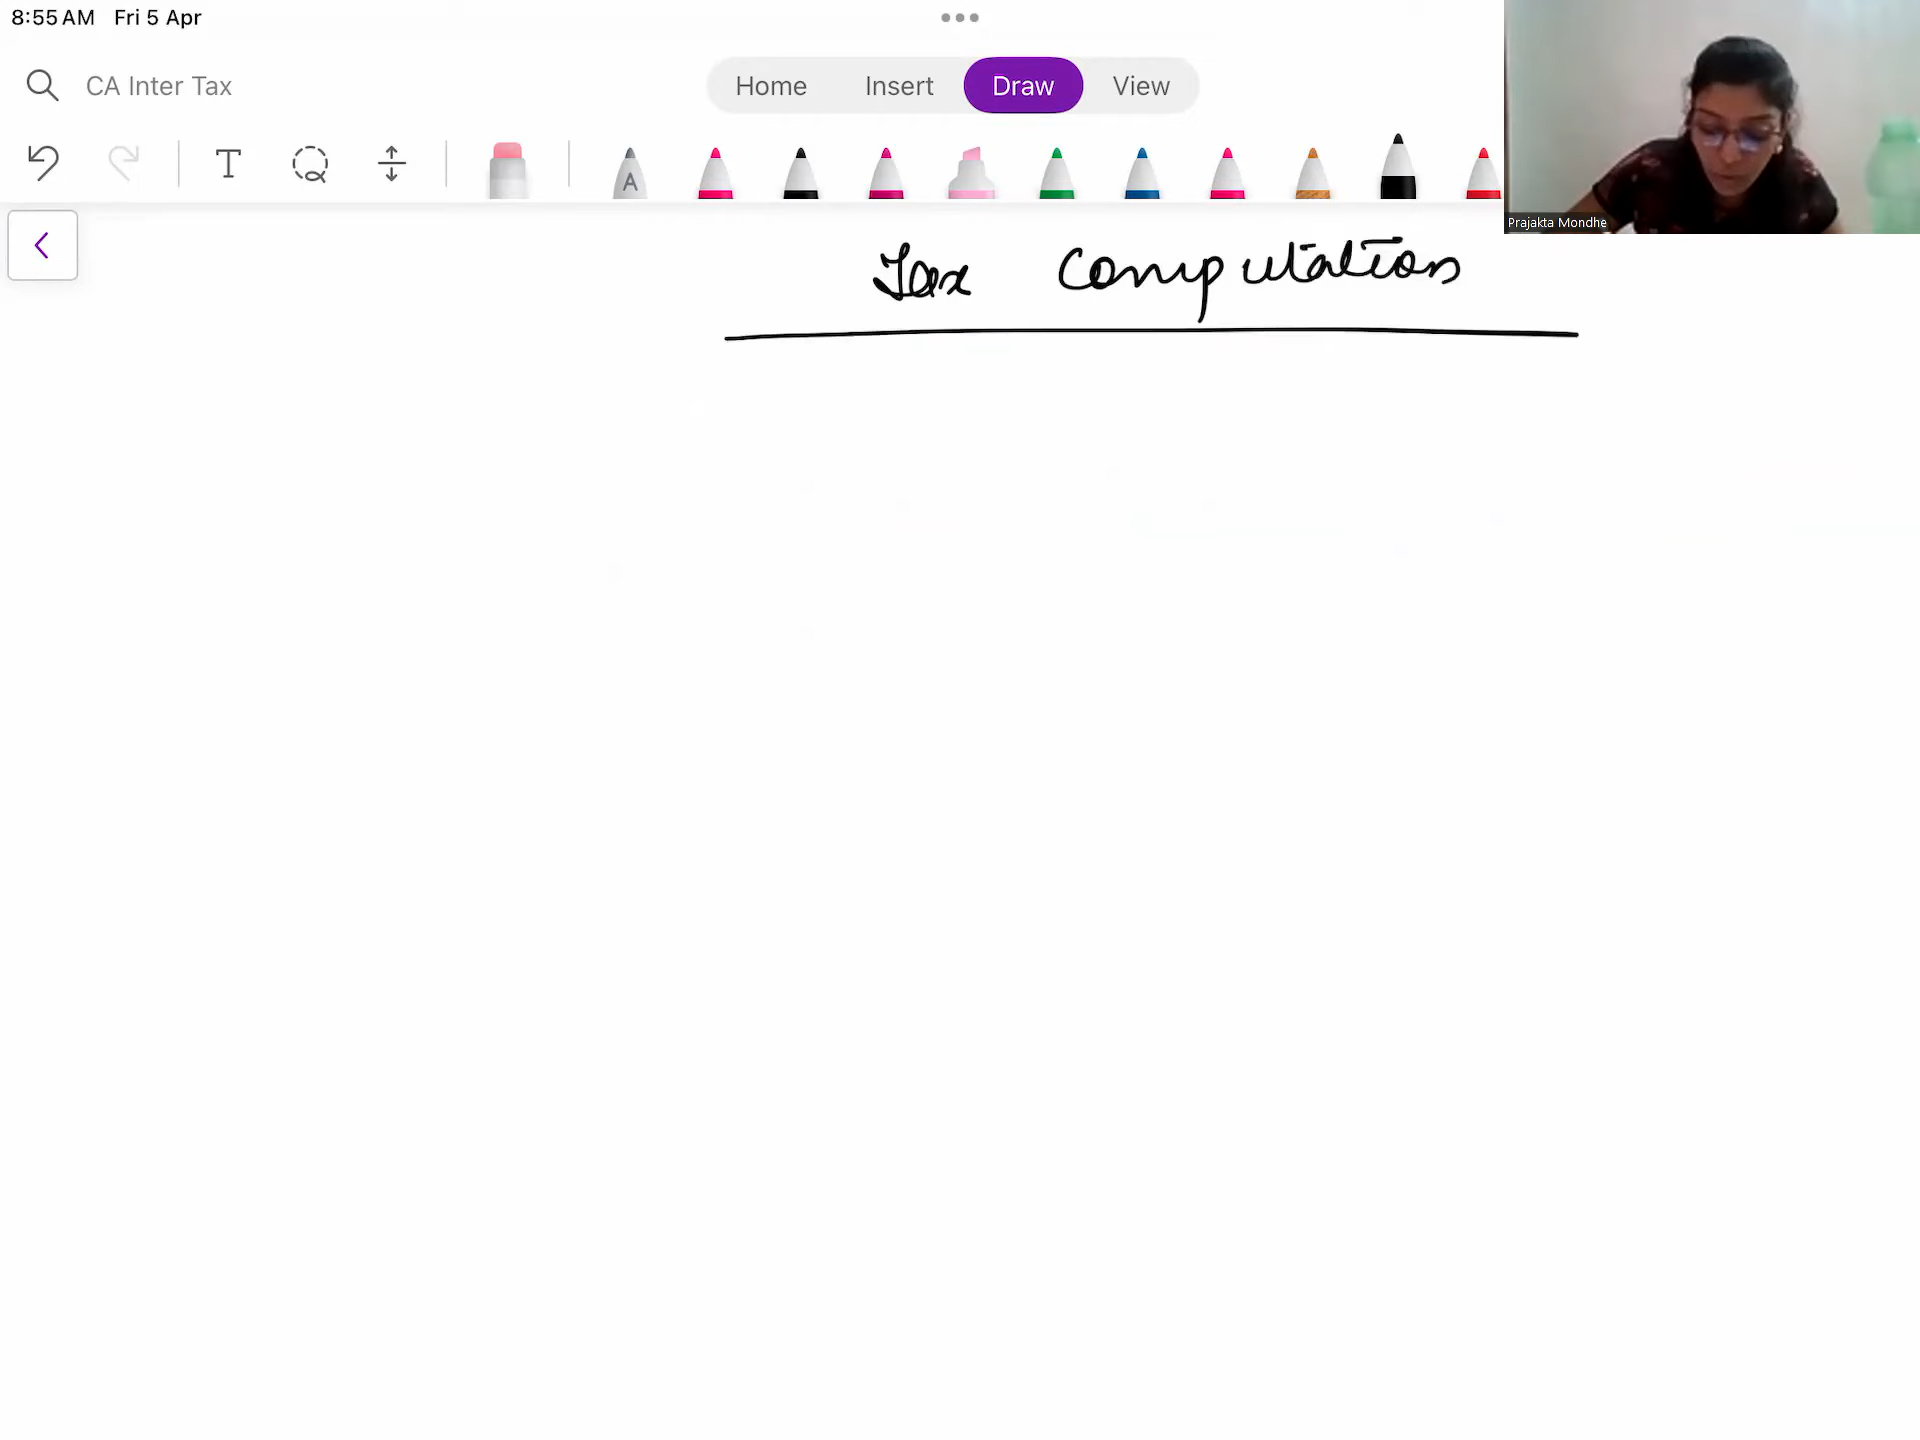 8:55 AM Fri 5 Apr
CA Inter Tax
Home Insert Draw View
T
A
Prajakta Mondhe
Tax Computation